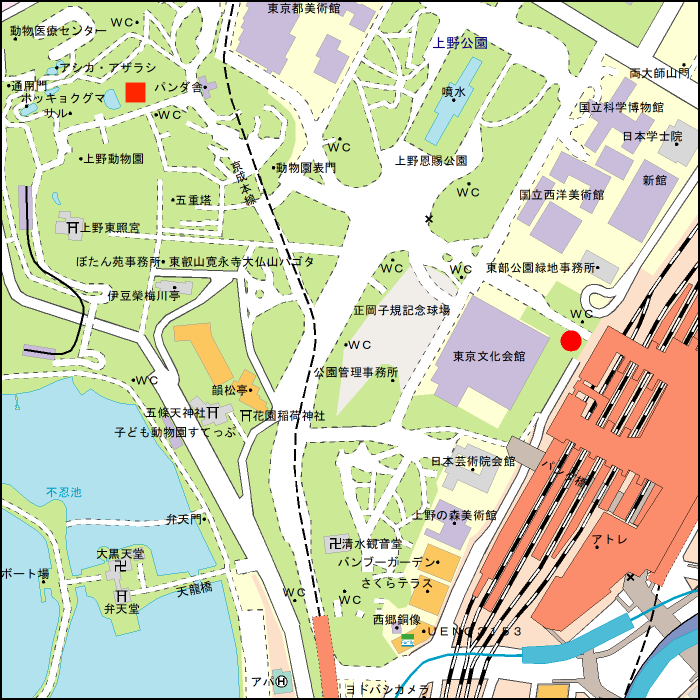 東京都美術館
WC
動物医療センター
上野公園
アシカ・アザラシ
両大師山門
通用門
パンダ舎
噴水
ホッキョクグマ
国立科学博物館
サル
WC
日本学士院
WC
上野動物園
動物園表門
上野恩賜公園
京成本線
新館
WC
国立西洋美術館
五重塔
上野東照宮
ぼたん苑事務所
東叡山寛永寺大仏山パゴタ
WC
WC
東部公園緑地事務所
伊豆榮梅川亭
正岡子規記念球場
WC
WC
東京文化会館
公園管理事務所
WC
韻松亭
五條天神社
花園稲荷神社
子ども動物園すてっぷ
日本芸術院会館
パンダ橋
不忍池
弁天門
上野の森美術館
アトレ
清水観音堂
大黒天堂
バンブーガーデン
ボート場
さくらテラス
天龍橋
WC
WC
弁天堂
西郷銅像
UENO3153
アパ
ヨドバシカメラ